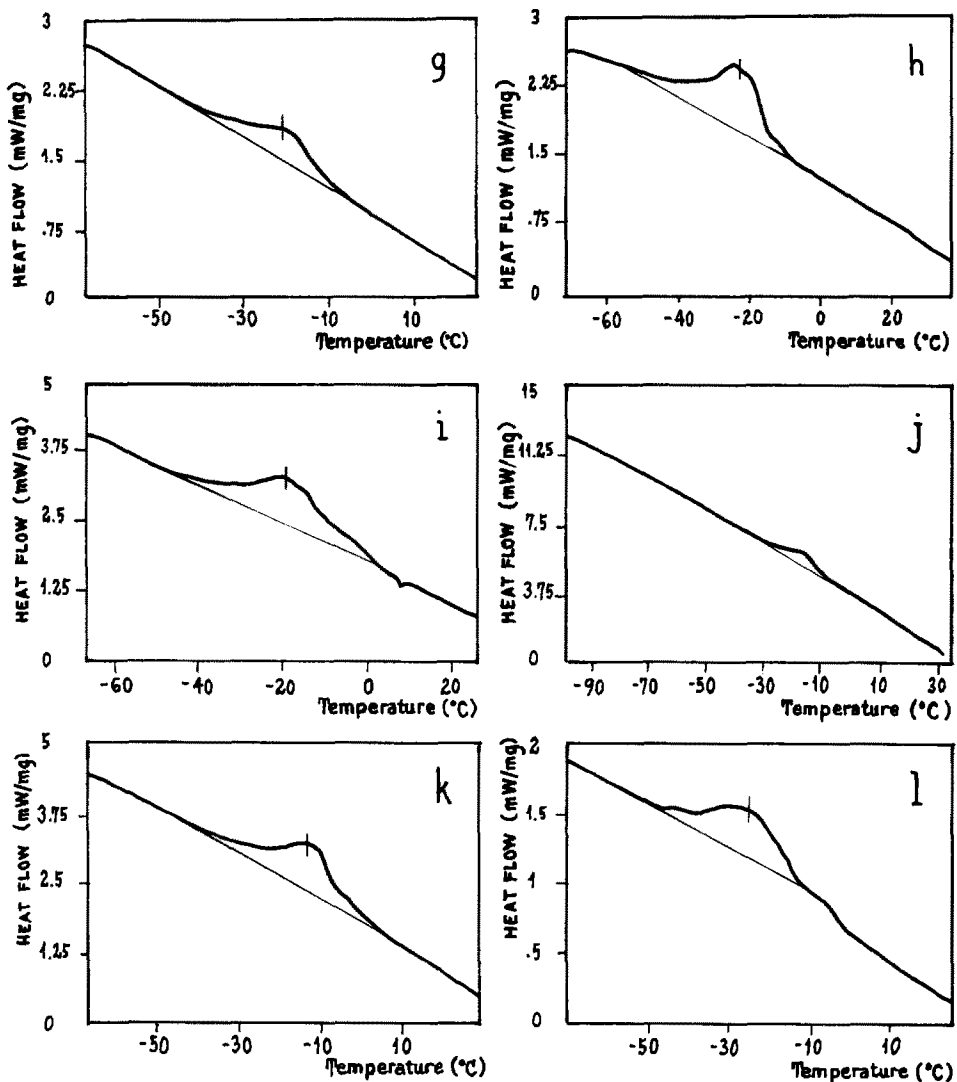 g
3
2.25
1.5
.75
0
HEAT FLOW (mW/mg)
-50 -30 -10 10
Temperature (°C)
h
3
2.25
1.5
.75
0
HEAT FLOW (mW/mg)
-60 -40 -20 0 20
Temperature (°C)
i
5
3.75
2.5
1.25
0
HEAT FLOW (mW/mg)
-60 -40 -20 0 20
Temperature (°C)
j
15
11.25
7.5
3.75
0
HEAT FLOW (mW/mg)
-90 -70 -50 -30 -10 10 30
Temperature (°C)
k
5
3.75
2.5
1.25
0
HEAT FLOW (mW/mg)
-50 -30 -10 10
Temperature (°C)
l
2
1.5
1
.5
0
HEAT FLOW (mW/mg)
-50 -30 -10 10
Temperature (°C)